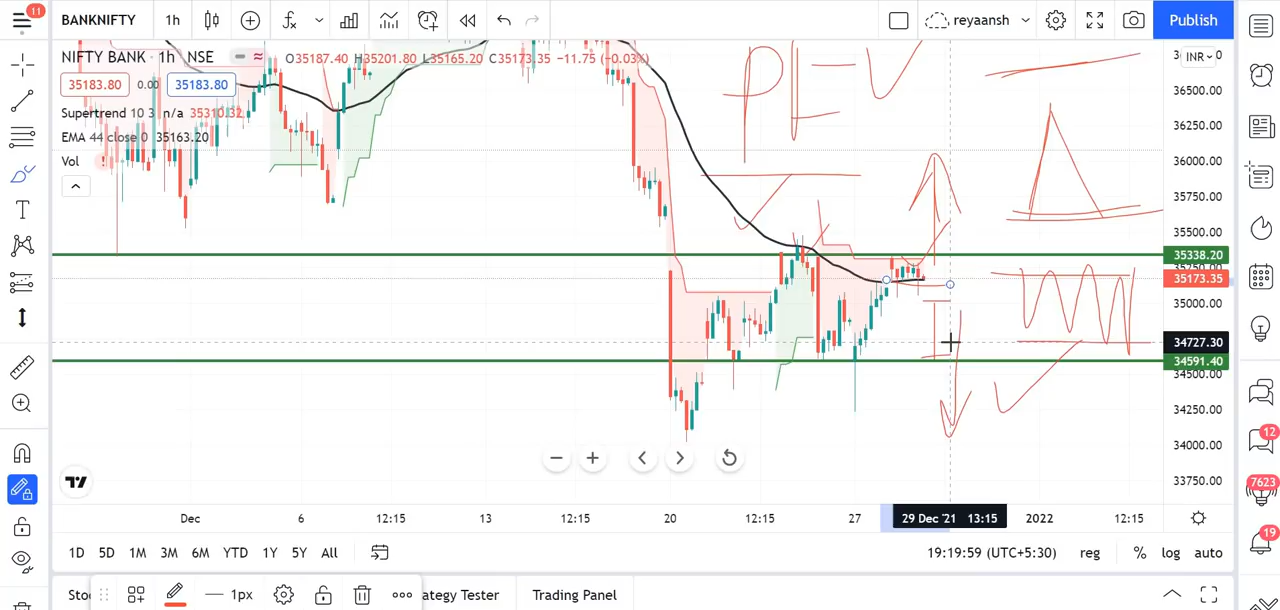 11
BANKNIFTY 1h reyaansh Publish
NIFTY BANK · 1h · NSE O35187.40 H35201.80 L35165.20 C35173.35 −11.75 (−0.03%)
INR
35183.80 0.00 35183.80
Supertrend 10 3 n/a 35310.32
EMA 44 close 0 35163.20
Vol
PE
36500.00
36250.00
36000.00
35750.00
35500.00
35338.20
35173.35
35000.00
34727.30
34591.40
34500.00
34250.00
34000.00
33750.00
12
7623
19
Dec 6 12:15 13 12:15 20 12:15 27 29 Dec '21 13:15 2022 12:15
1D 5D 1M 3M 6M YTD 1Y 5Y All 19:19:59 (UTC+5:30) reg % log auto
Sto 1px ategy Tester Trading Panel